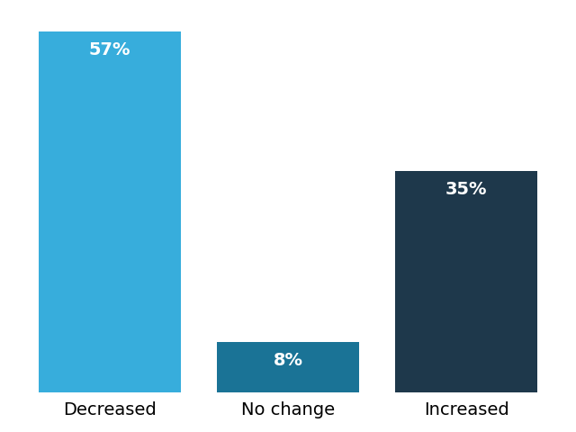 57%
35%
8%
Decreased
No change
Increased